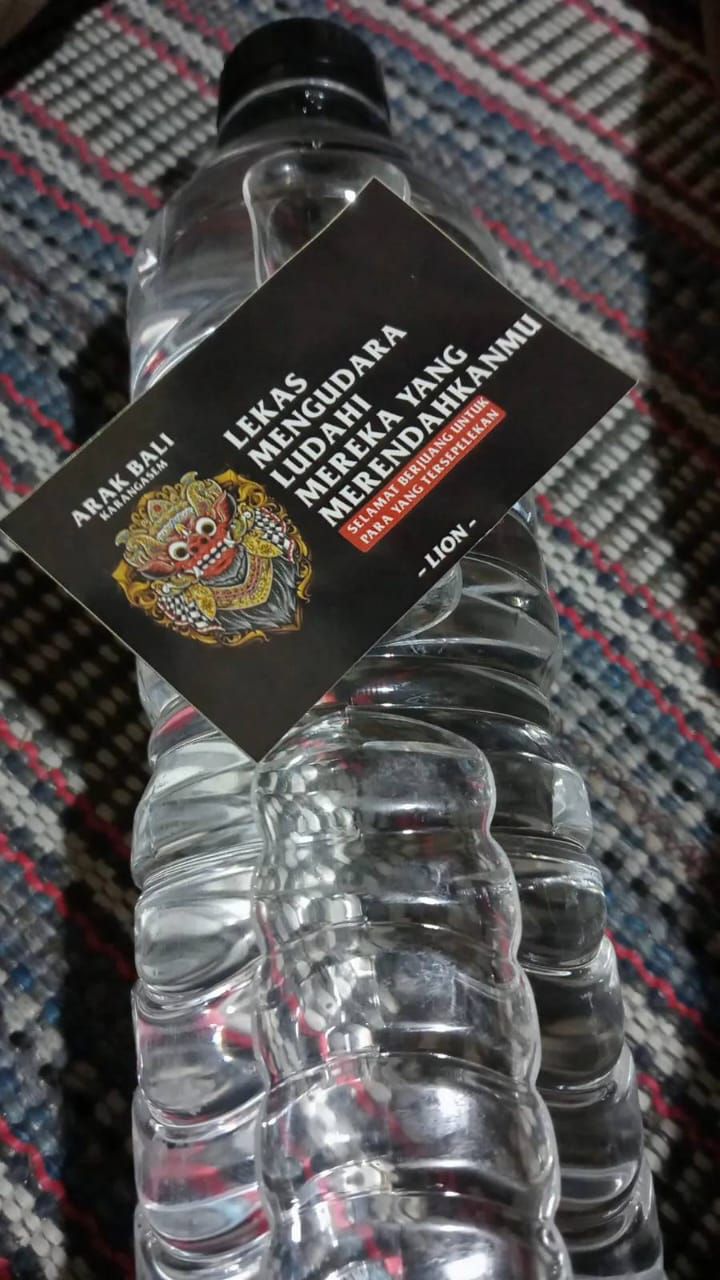 ARAK BALI
KARANGASEM
LEKAS
MENGUDARA
LUDAHI
MEREKA YANG
MERENDAHKANMU
SELAMAT BERJUANG UNTUK
PARA YANG TERSEPELEKAN
- LION -